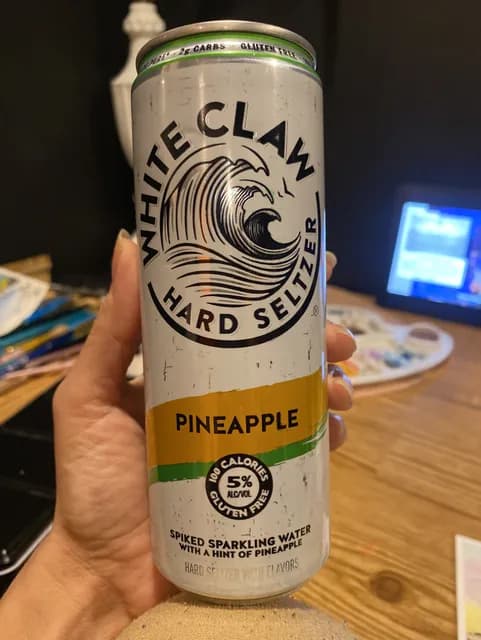 2g CARBS · GLUTEN FREE
WHITE CLAW
HARD SELTZER
®
PINEAPPLE
100 CALORIES
5%
ALC/VOL
GLUTEN FREE
SPIKED SPARKLING WATER
WITH A HINT OF PINEAPPLE
HARD SELTZER WITH FLAVORS